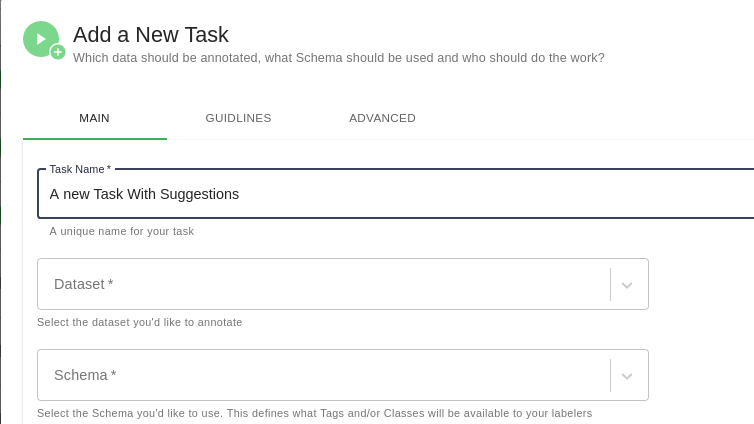 Add a New Task
Which data should be annotated, what Schema should be used and who should do the work?
MAIN GUIDLINES ADVANCED
Task Name *
A new Task With Suggestions
A unique name for your task
Dataset *
Select the dataset you'd like to annotate
Schema *
Select the Schema you'd like to use. This defines what Tags and/or Classes will be available to your labelers